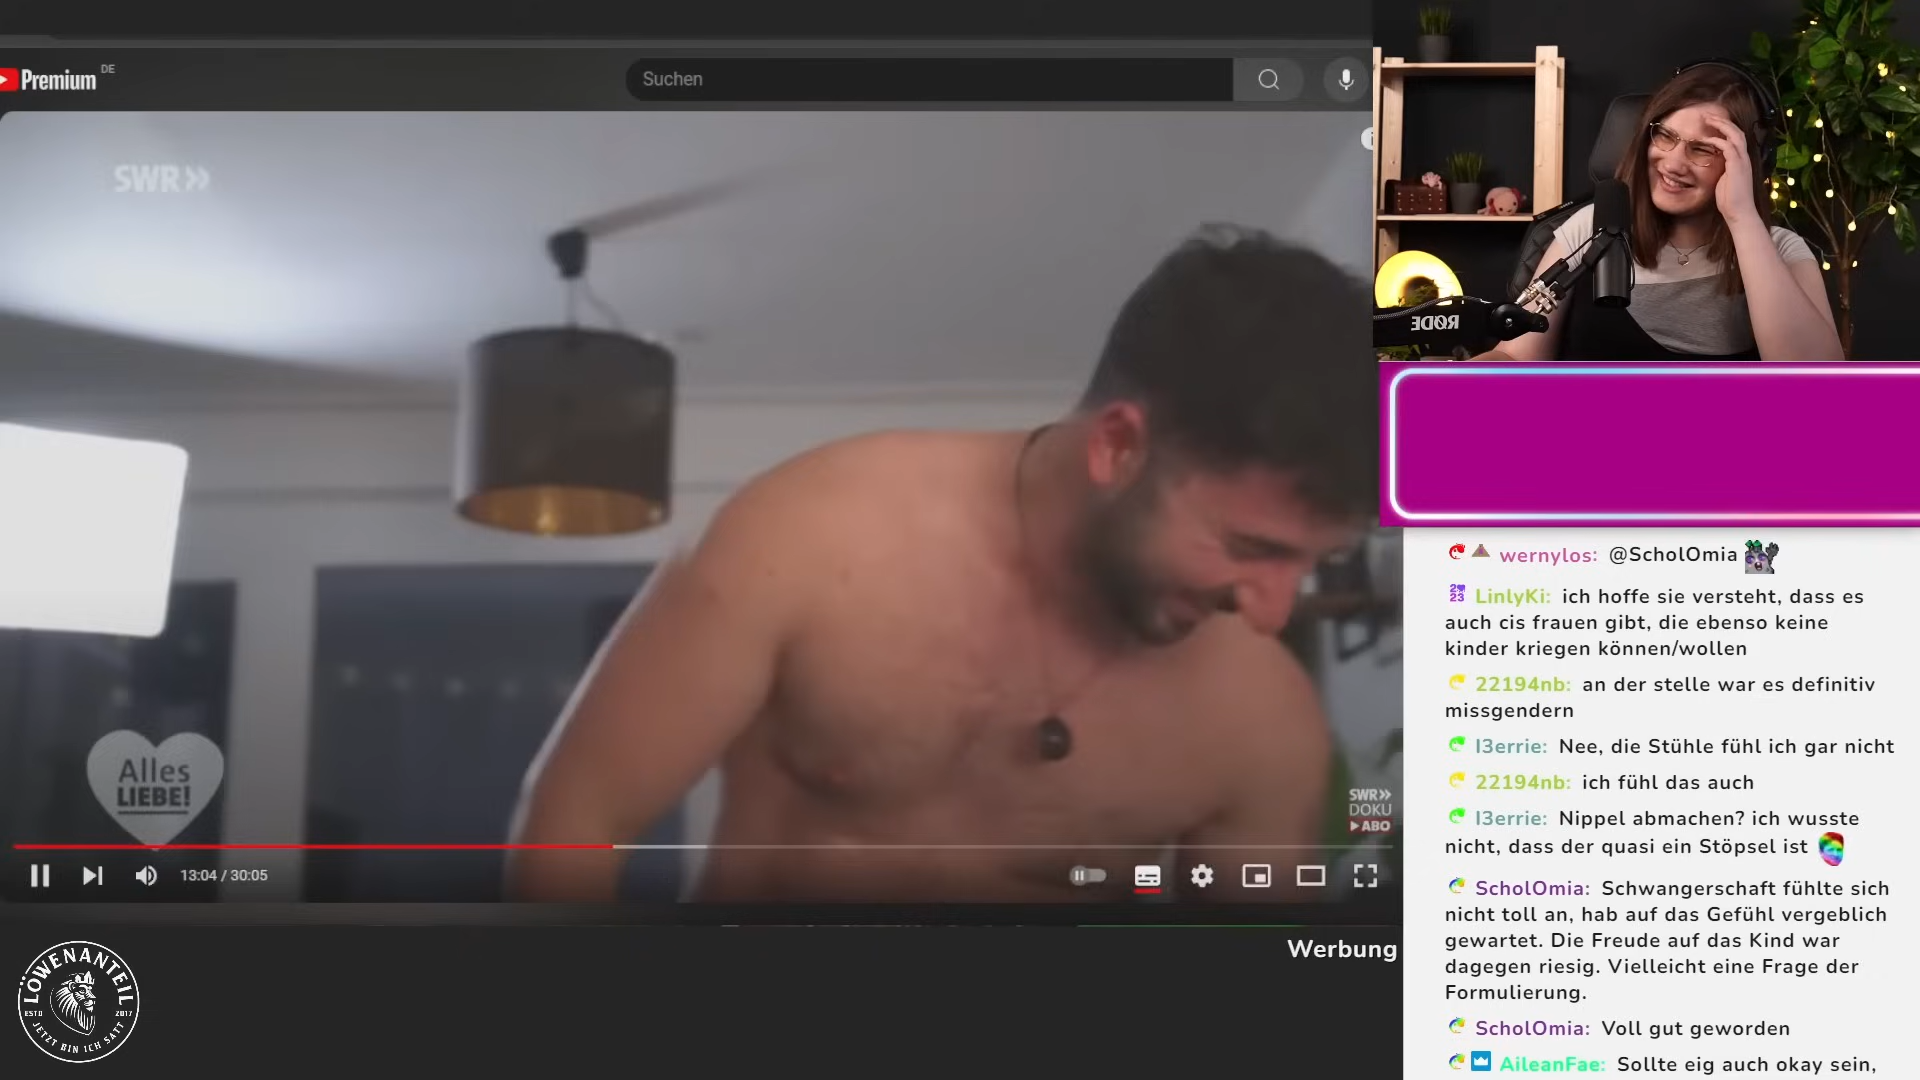 Premium DE
Suchen
SWR»
Alles
LIEBE!
SWR»
DOKU
ABO
13:04 / 30:05
Werbung
LÖWENANTEIL
ESTD 2017
JETZT BIN ICH SATT
RØDE
wernylos: @ScholOmia
2023 LinlyKi: ich hoffe sie versteht, dass es
auch cis frauen gibt, die ebenso keine
kinder kriegen können/wollen
22194nb: an der stelle war es definitiv
missgendern
l3errie: Nee, die Stühle fühl ich gar nicht
22194nb: ich fühl das auch
l3errie: Nippel abmachen? ich wusste
nicht, dass der quasi ein Stöpsel ist
ScholOmia: Schwangerschaft fühlte sich
nicht toll an, hab auf das Gefühl vergeblich
gewartet. Die Freude auf das Kind war
dagegen riesig. Vielleicht eine Frage der
Formulierung.
ScholOmia: Voll gut geworden
AileanFae: Sollte eig auch okay sein,